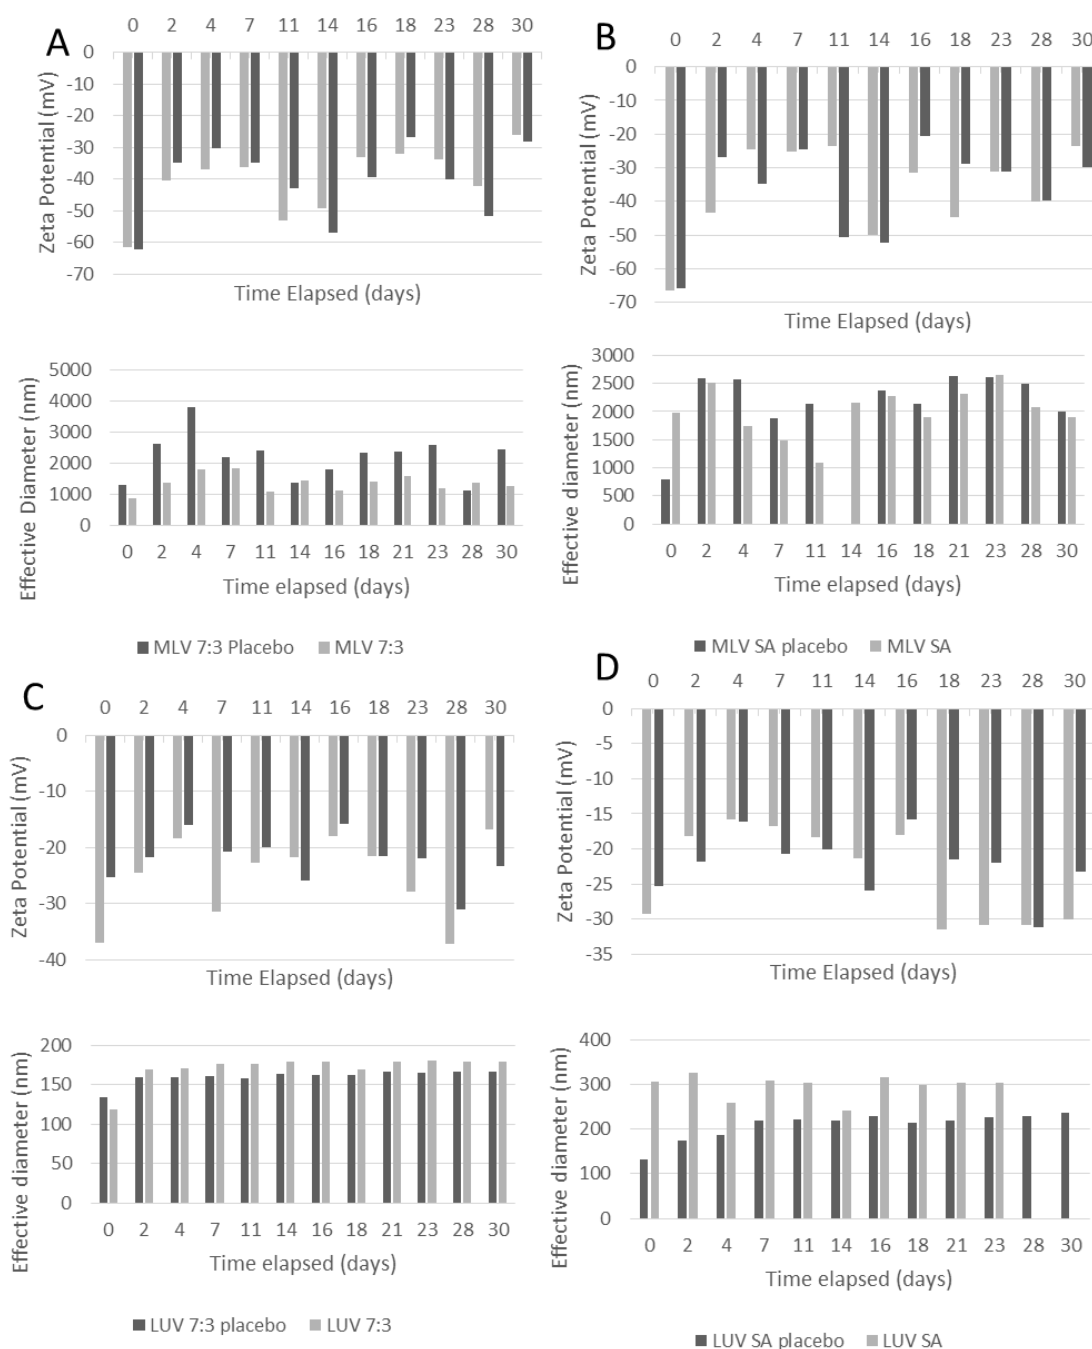 A
0 2 4 7 11 14 16 18 23 28 30
0
-10
-20
-30
-40
-50
-60
-70
Zeta Potential (mV)
Time Elapsed (days)
5000
4000
3000
2000
1000
0
Effective Diameter (nm)
0 2 4 7 11 14 16 18 21 23 28 30
Time elapsed (days)
MLV 7:3 Placebo MLV 7:3
B
0 2 4 7 11 14 16 18 23 28 30
0
-10
-20
-30
-40
-50
-60
-70
Zeta Potential (mV)
Time Elapsed (days)
3000
2500
2000
1500
1000
500
0
Effective diameter (nm)
0 2 4 7 11 14 16 18 21 23 28 30
Time elapsed (days)
MLV SA placebo MLV SA
C
0 2 4 7 11 14 16 18 23 28 30
0
-10
-20
-30
-40
Zeta Potential (mV)
Time Elapsed (days)
200
150
100
50
0
Effective diameter (nm)
0 2 4 7 11 14 16 18 21 23 28 30
Time elapsed (days)
LUV 7:3 placebo LUV 7:3
D
0 2 4 7 11 14 16 18 23 28 30
0
-5
-10
-15
-20
-25
-30
-35
Zeta Potential (mV)
Time Elapsed (days)
400
300
200
100
0
Effective diameter (nm)
0 2 4 7 11 14 16 18 21 23 28 30
Time elapsed (days)
LUV SA placebo LUV SA